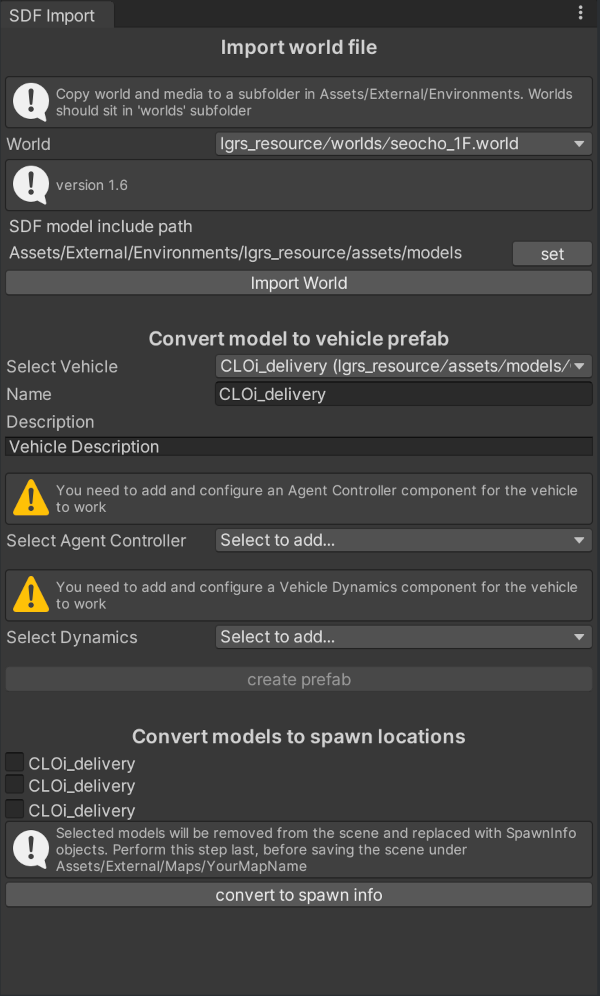 SDF Import
Import world file
Copy world and media to a subfolder in Assets/External/Environments. Worlds
should sit in 'worlds' subfolder
World
lgrs_resource/worlds/seocho_1F.world
version 1.6
SDF model include path
Assets/External/Environments/lgrs_resource/assets/models
set
Import World
Convert model to vehicle prefab
Select Vehicle
CLOi_delivery (lgrs_resource/assets/models/
Name
CLOi_delivery
Description
Vehicle Description
You need to add and configure an Agent Controller component for the vehicle
to work
Select Agent Controller
Select to add...
You need to add and configure a Vehicle Dynamics component for the vehicle
to work
Select Dynamics
Select to add...
create prefab
Convert models to spawn locations
CLOi_delivery
CLOi_delivery
CLOi_delivery
Selected models will be removed from the scene and replaced with SpawnInfo
objects. Perform this step last, before saving the scene under
Assets/External/Maps/YourMapName
convert to spawn info